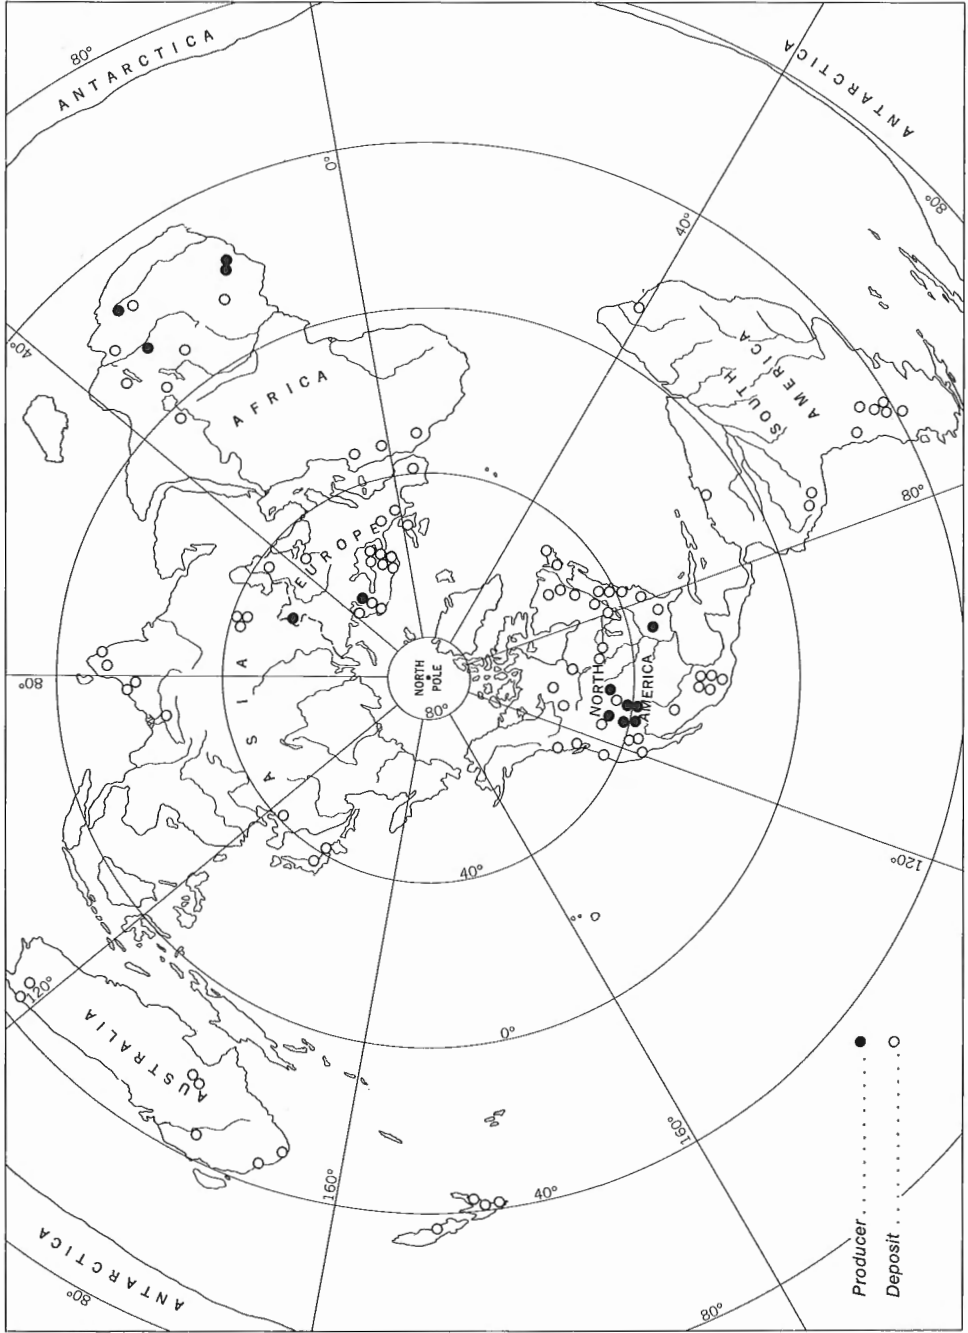 80°
ANTARCTICA
ANTARCTICA
80°
0°
40°
40°
AFRICA
SOUTH
AMERICA
EUROPE
80°
80°
ASIA
NORTH
POLE
80°
NORTH
AMERICA
40°
120°
120°
AUSTRALIA
0°
160°
160°
40°
ANTARCTICA
80°
80°
Producer
Deposit